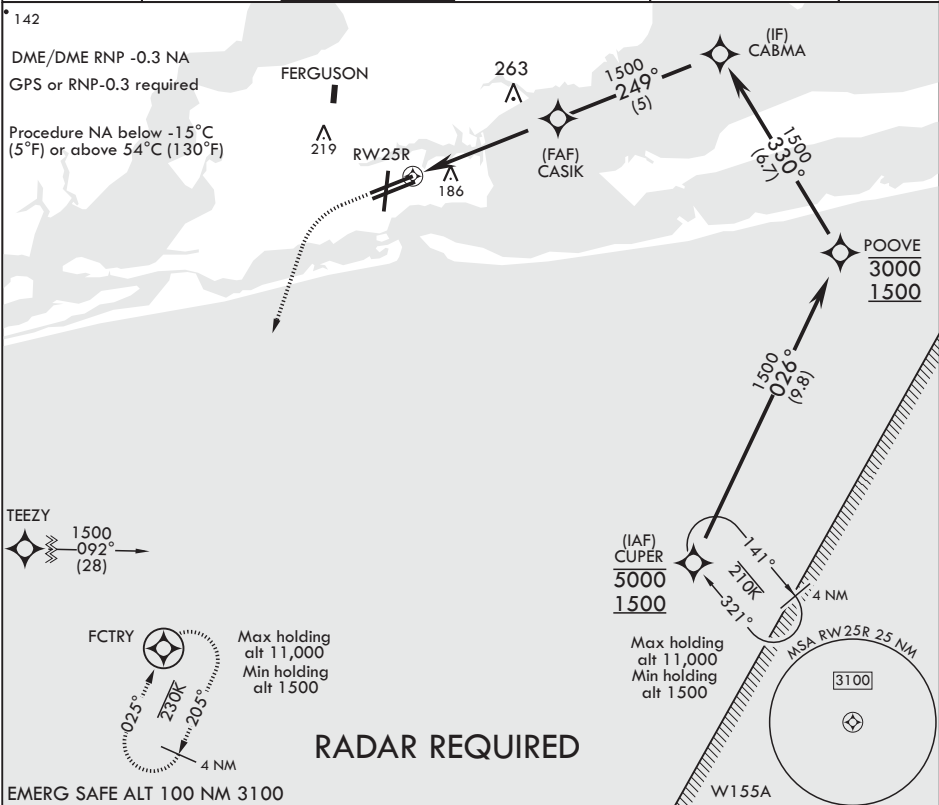 142
DME/DME RNP -0.3 NA
GPS or RNP-0.3 required
Procedure NA below -15°C
(5°F) or above 54°C (130°F)
FERGUSON
219
263
RW25R
186
(FAF)
CASIK
1500
249°
(5)
(IF)
CABMA
1500
330°
(6.7)
POOVE
3000
1500
1500
026°
(9.8)
TEEZY
1500
092°
(28)
(IAF)
CUPER
5000
1500
141°
210K
321°
4 NM
Max holding
alt 11,000
Min holding
alt 1500
FCTRY
025°
230K
205°
4 NM
Max holding
alt 11,000
Min holding
alt 1500
MSA RW25R 25 NM
3100
RADAR REQUIRED
W155A
EMERG SAFE ALT 100 NM 3100